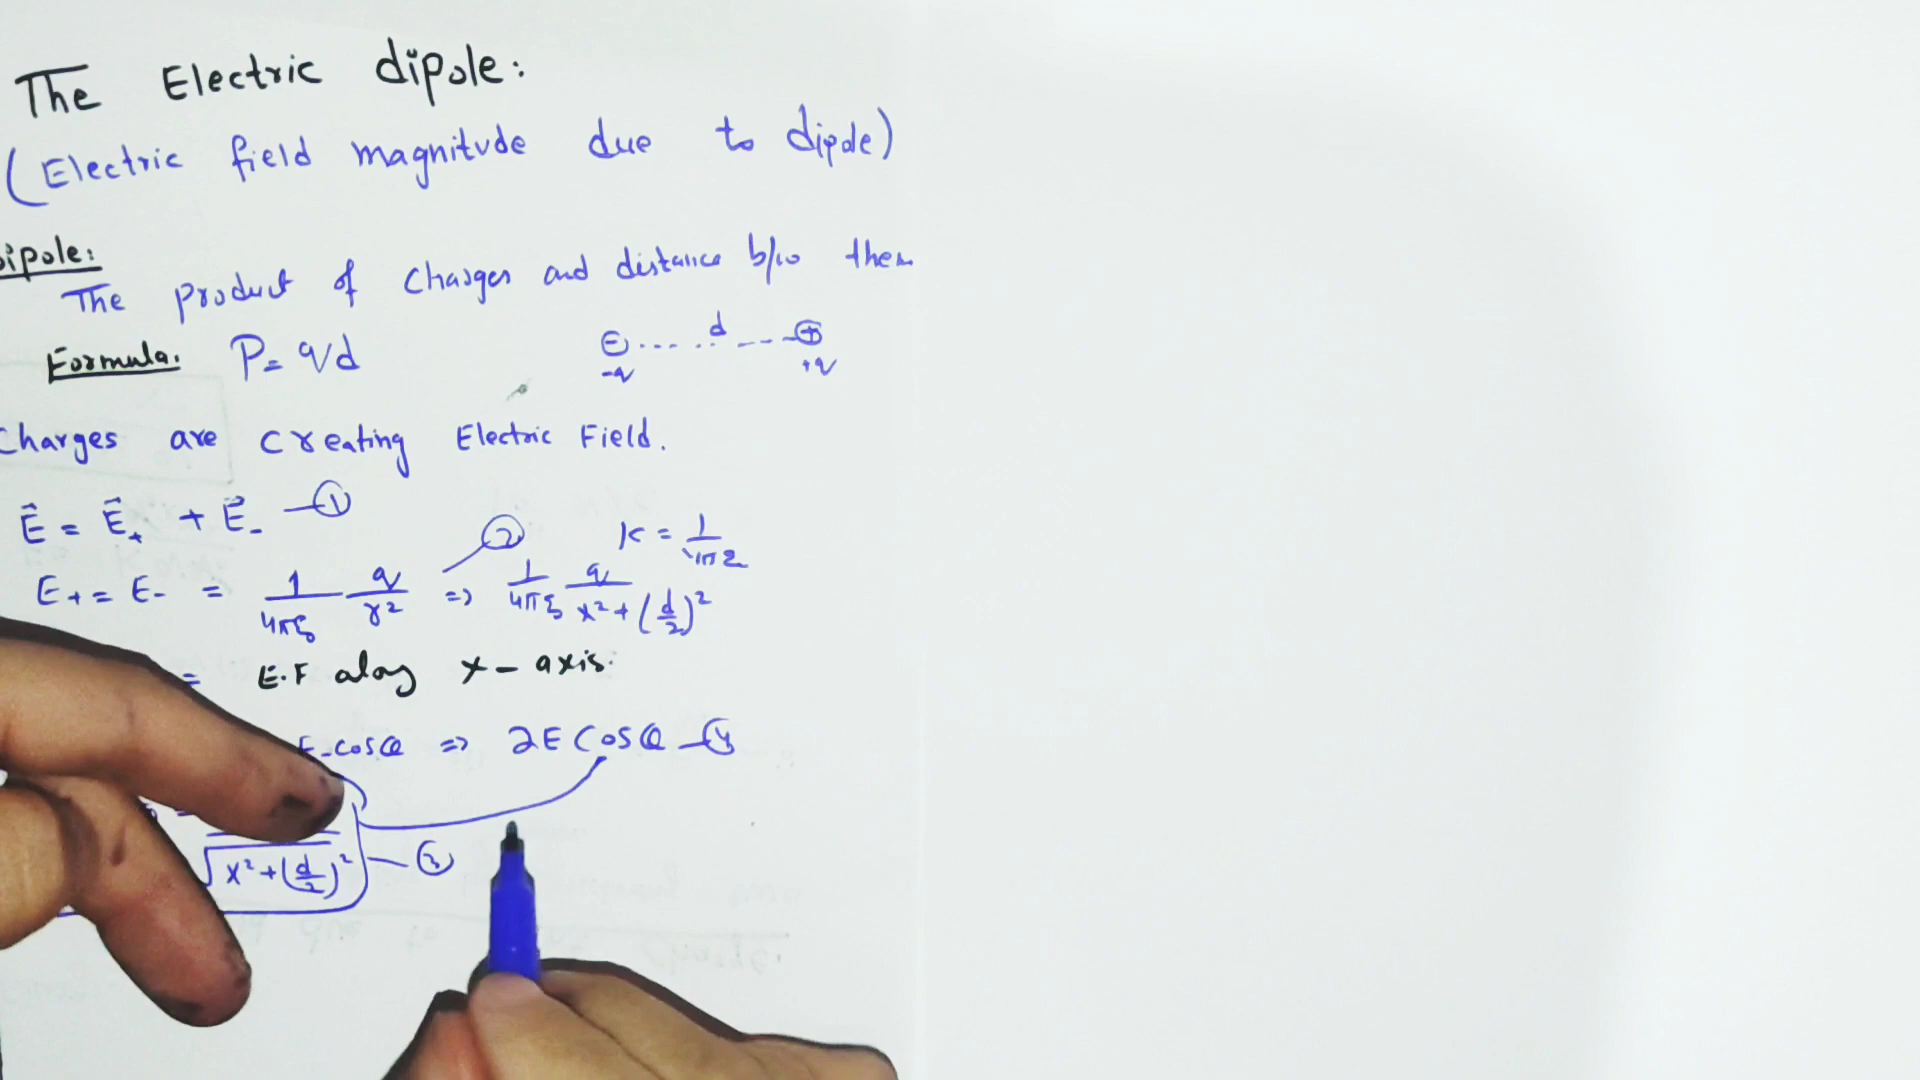 The Electric dipole:
(Electric field magnitude due to dipole)
ipole:
The product of Charges and distance b/w them
Formula. P = qd
⊖ .... d .... ⊕
-q +q
Charges are Creating Electric Field.
E⃗ = E⃗₊ + E⃗₋ — ①
② K = 1/4πε
E₊ = E₋ = 1/4πε₀ q/r² => 1/4πε₀ q/x² + (d/2)²
= E.F along x - axis.
E₋cosθ => 2E Cosθ — ④
√x² + (d/2)² — ③